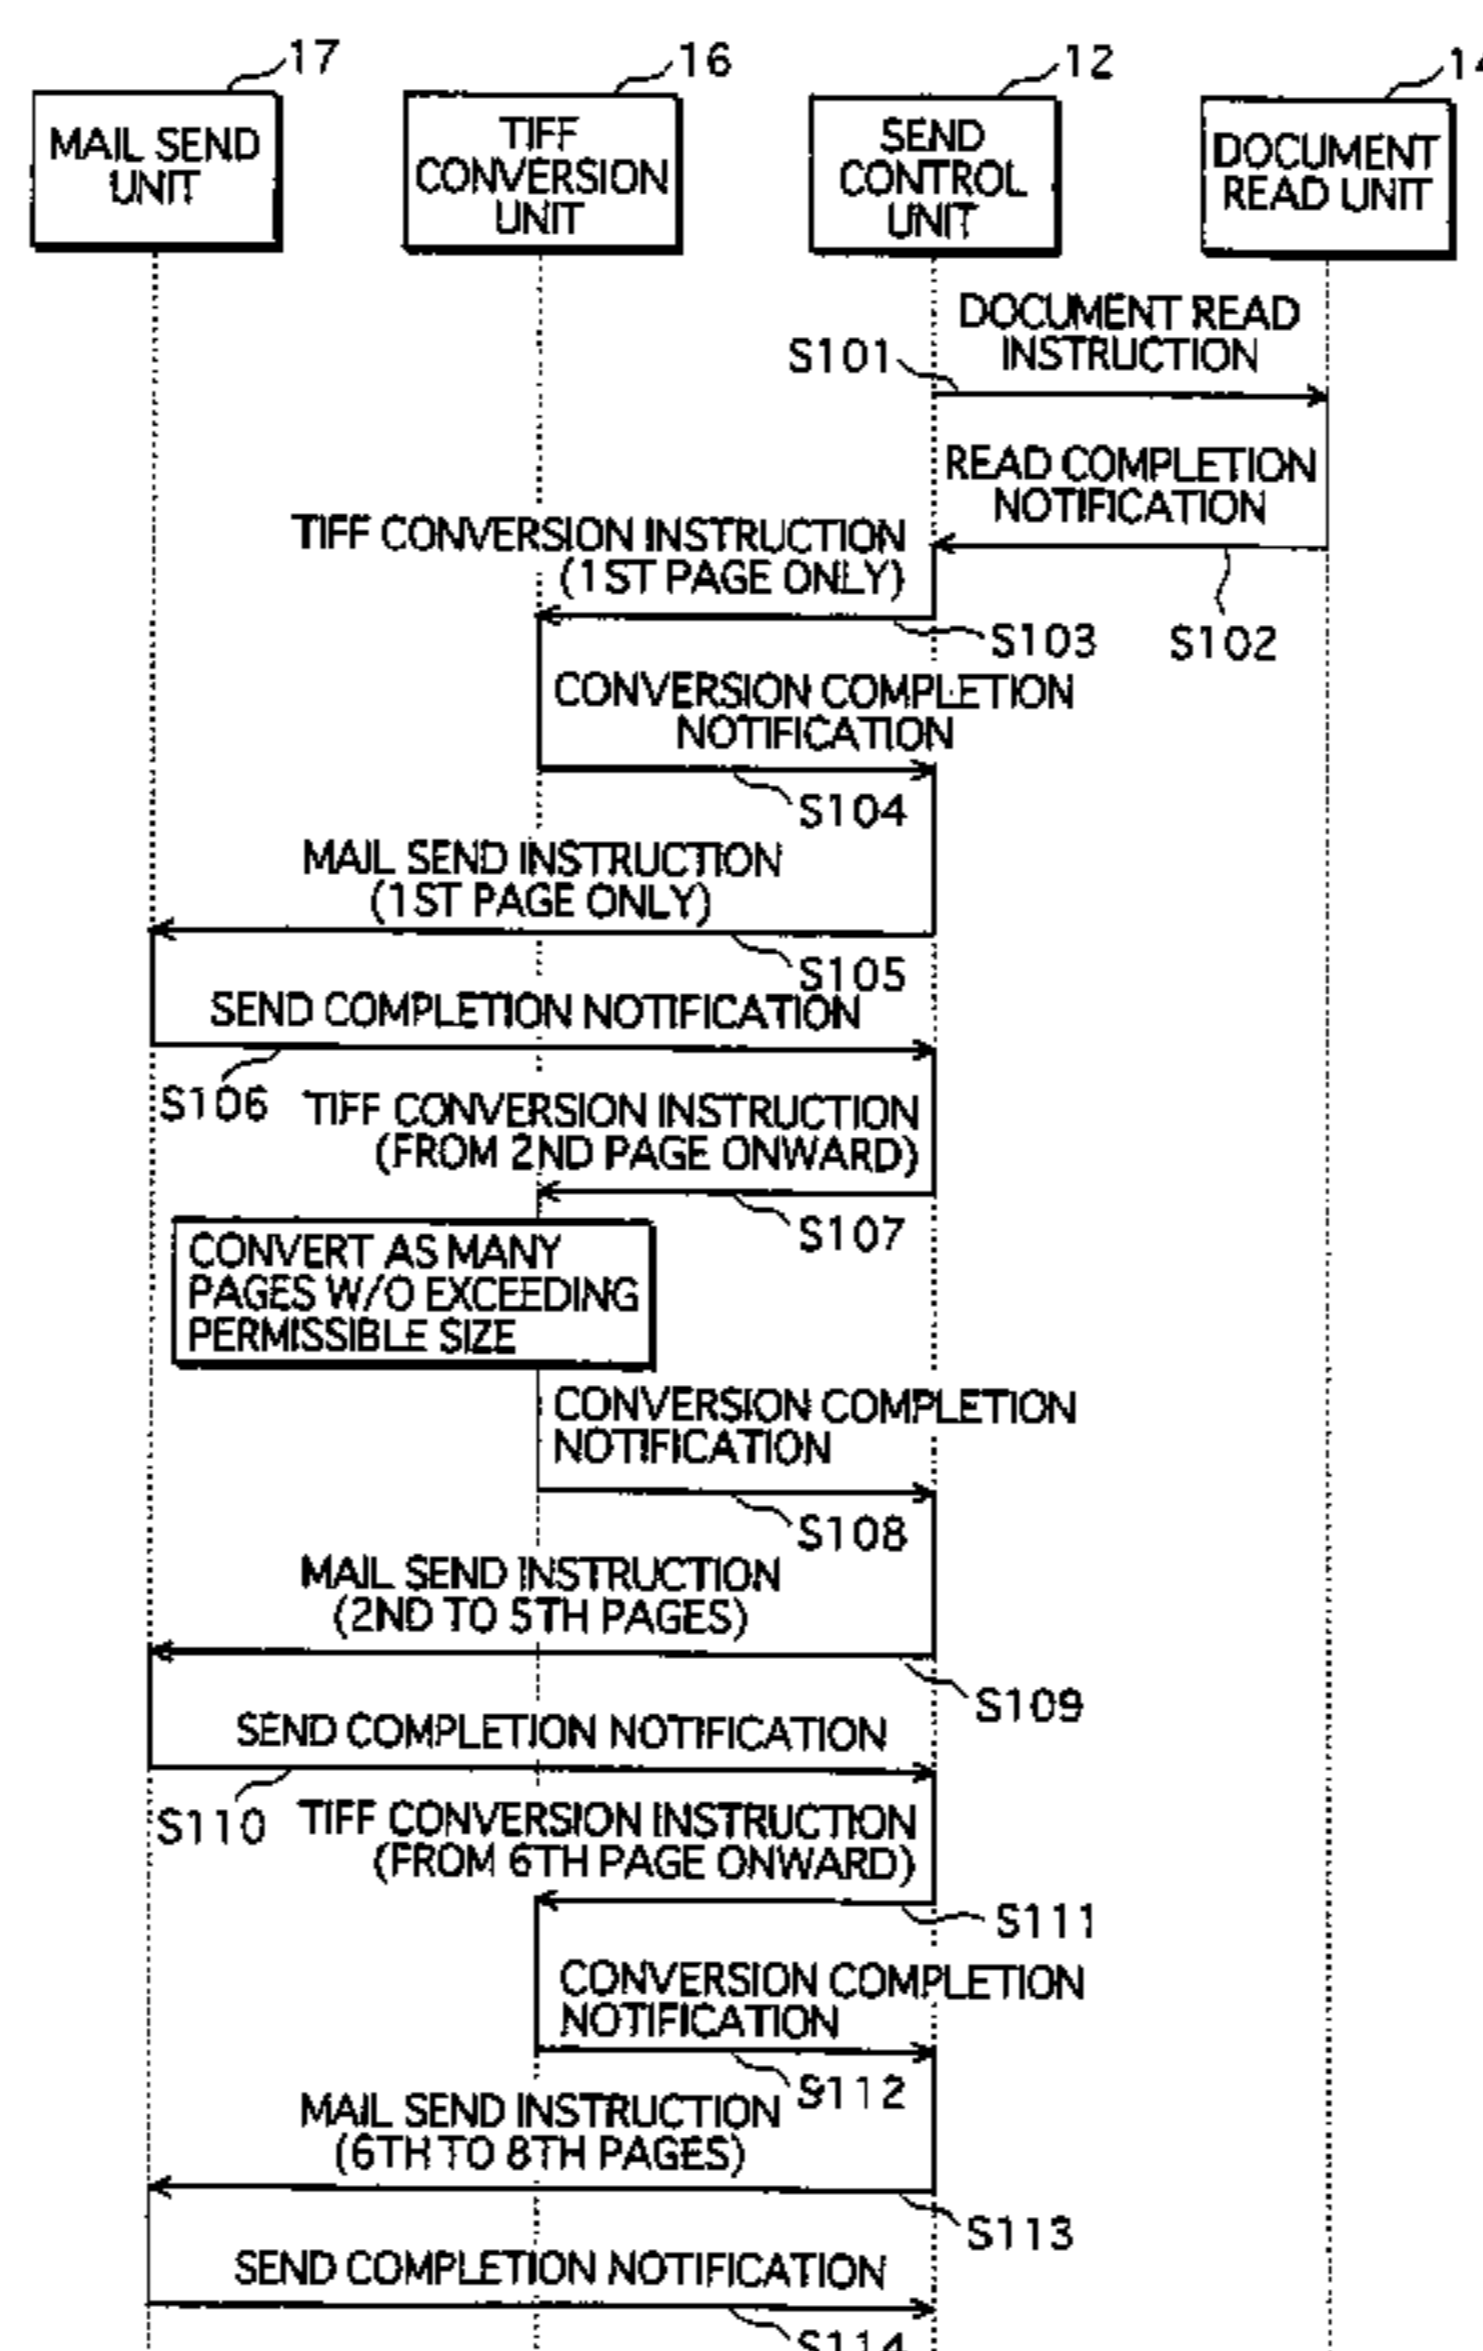 17
16
12
MAIL SEND
UNIT
TIFF
CONVERSION
UNIT
SEND
CONTROL
UNIT
DOCUMENT
READ UNIT
DOCUMENT READ
INSTRUCTION
S101
READ COMPLETION
NOTIFICATION
S102
TIFF CONVERSION INSTRUCTION
(1ST PAGE ONLY)
S103
CONVERSION COMPLETION
NOTIFICATION
S104
MAIL SEND INSTRUCTION
(1ST PAGE ONLY)
S105
SEND COMPLETION NOTIFICATION
S106
TIFF CONVERSION INSTRUCTION
(FROM 2ND PAGE ONWARD)
S107
CONVERT AS MANY
PAGES W/O EXCEEDING
PERMISSIBLE SIZE
CONVERSION COMPLETION
NOTIFICATION
S108
MAIL SEND INSTRUCTION
(2ND TO 5TH PAGES)
S109
SEND COMPLETION NOTIFICATION
S110
TIFF CONVERSION INSTRUCTION
(FROM 6TH PAGE ONWARD)
S111
CONVERSION COMPLETION
NOTIFICATION
S112
MAIL SEND INSTRUCTION
(6TH TO 8TH PAGES)
S113
SEND COMPLETION NOTIFICATION
S114